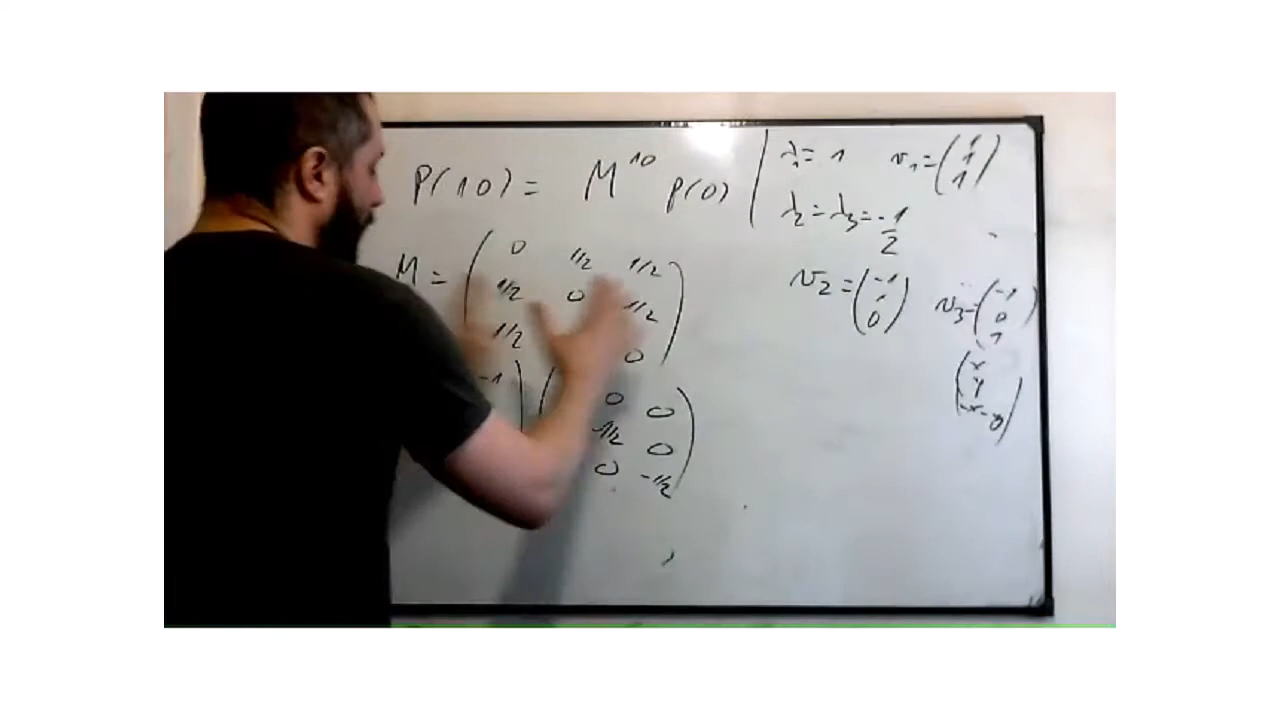 P(10) = M¹⁰ p(0)
M = ( 0 1/2 1/2
1/2 0 1/2
1/2 0 )
-1 ) ( 0 0
-1/2 0
0 -1/2 )
λ₁ = 1 v₁ = ( 1
1
1 )
λ₂ = λ₃ = -1/2
v₂ = ( -1
1
0 )
v₃ = ( -1
0
1 )
( x
y
-x-y )